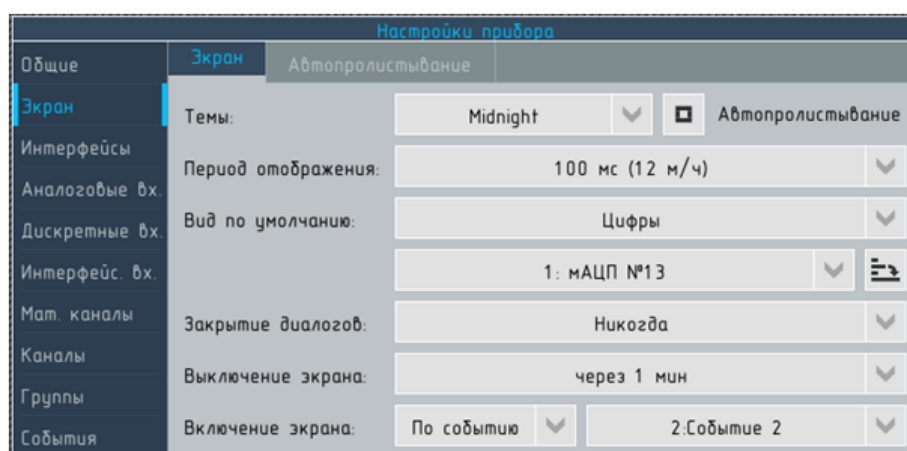 Настройки прибора
Общие
Экран
Интерфейсы
Аналоговые вх.
Дискретные вх.
Интерфейс. вх.
Мат. каналы
Каналы
Группы
События
Экран Автопролистывание
Темы: Midnight Автопролистывание
Период отображения: 100 мс (12 м/ч)
Вид по умолчанию: Цифры
1: мАЦП №13
Закрытие диалогов: Никогда
Выключение экрана: через 1 мин
Включение экрана: По событию 2:Событие 2